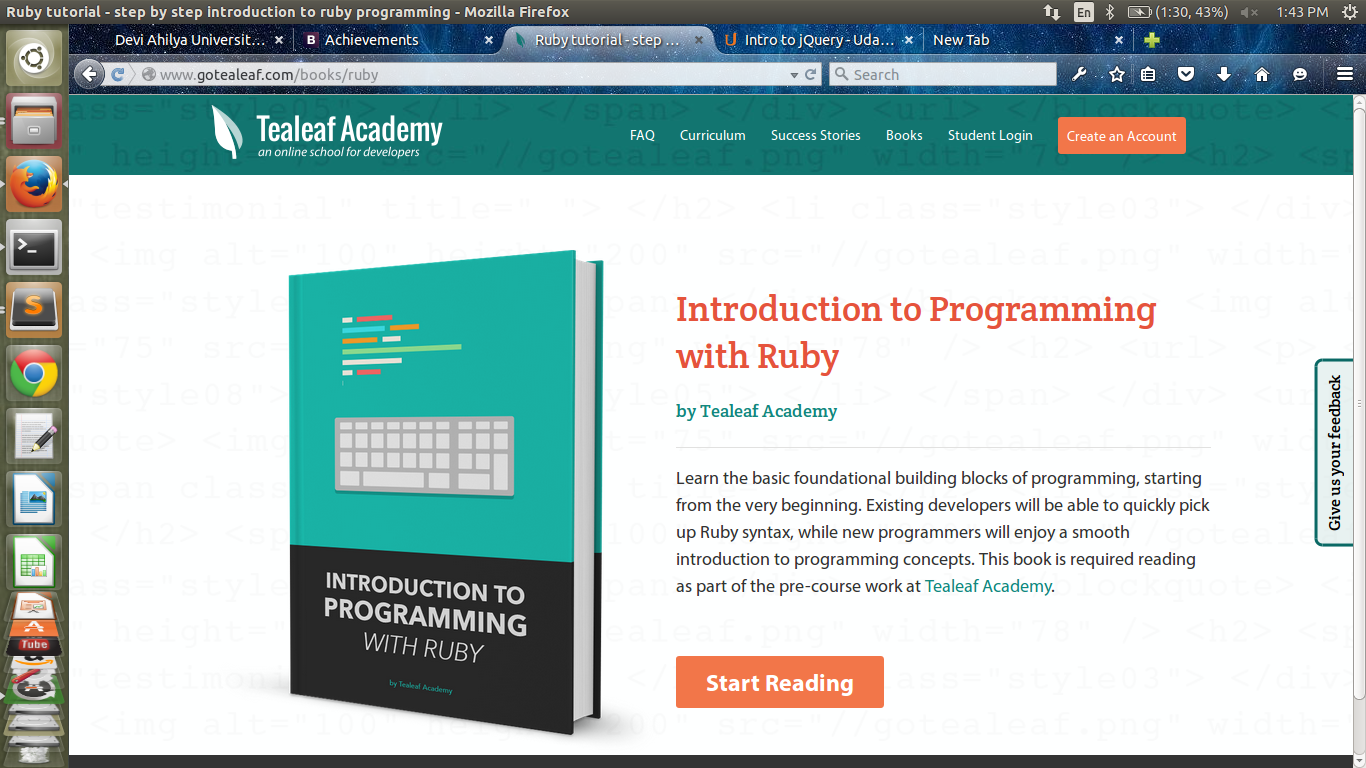 Ruby tutorial - step by step introduction to ruby programming - Mozilla Firefox
En
(1:30, 43%)
1:43 PM
Devi Ahilya Universit...
B Achievements
Ruby tutorial - step ...
Intro to jQuery - Uda...
New Tab
www.gotealeaf.com/books/ruby
Search
Tealeaf Academy
an online school for developers
FAQ
Curriculum
Success Stories
Books
Student Login
Create an Account
Introduction to Programming
with Ruby
by Tealeaf Academy
Learn the basic foundational building blocks of programming, starting
from the very beginning. Existing developers will be able to quickly pick
up Ruby syntax, while new programmers will enjoy a smooth
introduction to programming concepts. This book is required reading
as part of the pre-course work at Tealeaf Academy.
Start Reading
INTRODUCTION TO
PROGRAMMING
WITH RUBY
by Tealeaf Academy
Give us your feedback
Tube